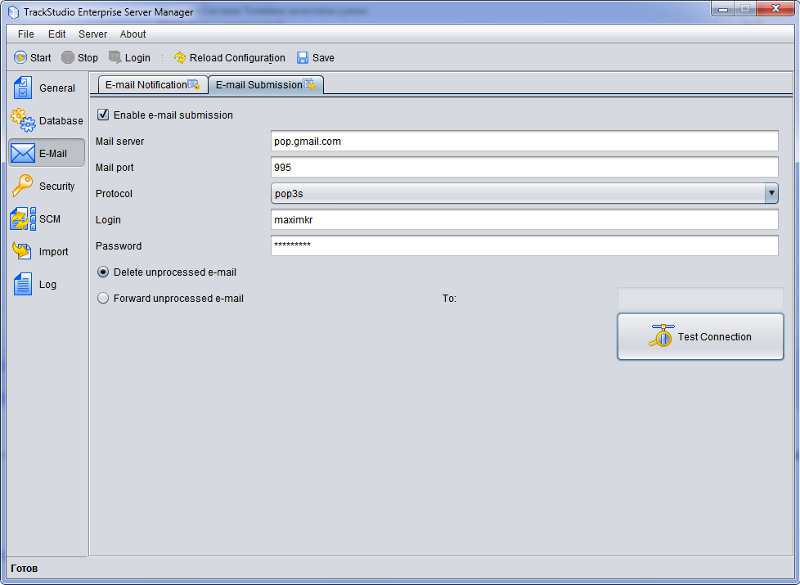 TrackStudio Enterprise Server Manager
File Edit Server About
Start Stop Login Reload Configuration Save
General
Database
E-Mail
Security
SCM
Import
Log
E-mail Notification E-mail Submission
Enable e-mail submission
Mail server pop.gmail.com
Mail port 995
Protocol pop3s
Login maximkr
Password *********
Delete unprocessed e-mail
Forward unprocessed e-mail To:
Test Connection
Готов